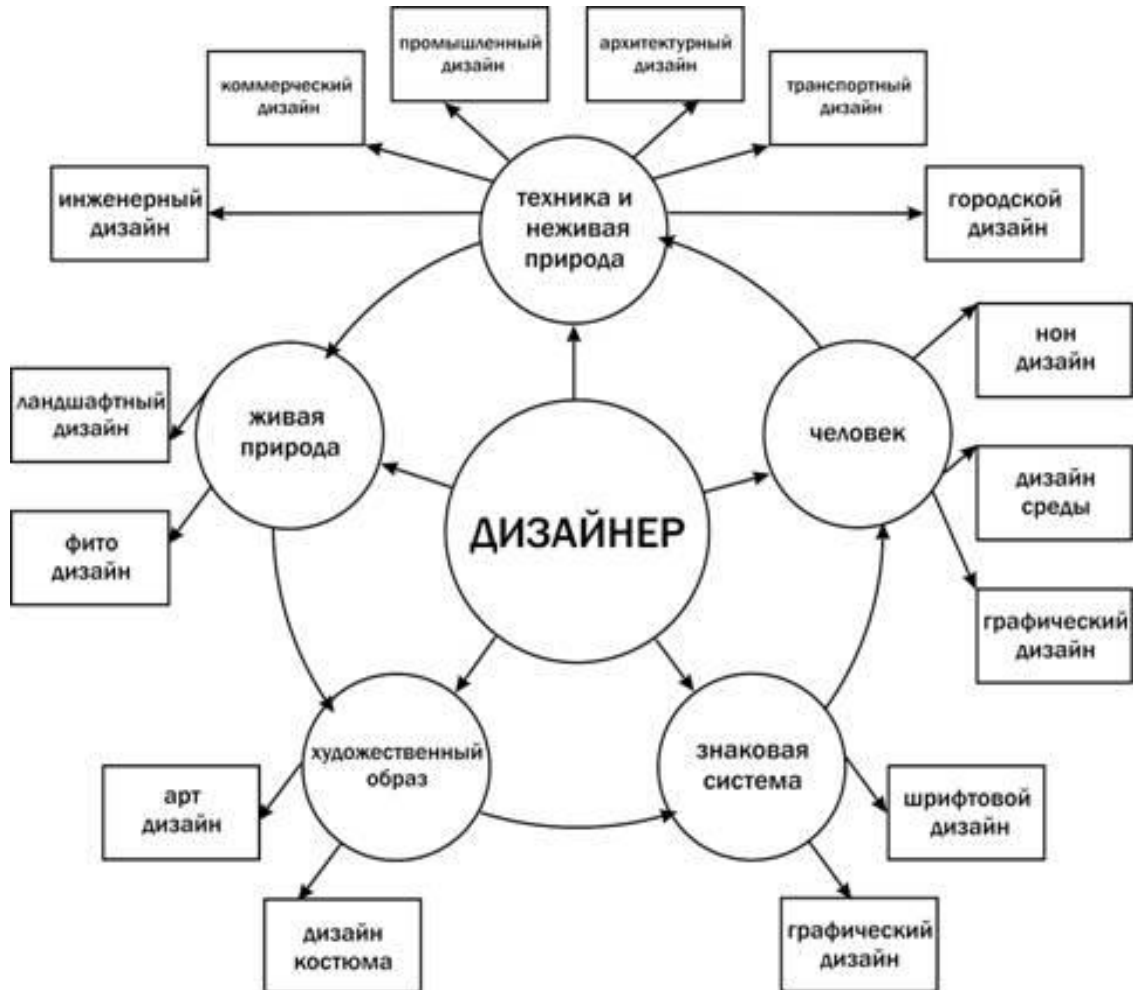 промышленный
дизайн
архитектурный
дизайн
коммерческий
дизайн
транспортный
дизайн
инженерный
дизайн
техника и
неживая
природа
городской
дизайн
нон
дизайн
ландшафтный
дизайн
живая
природа
человек
дизайн
среды
ДИЗАЙНЕР
фито
дизайн
графический
дизайн
художественный
образ
знаковая
система
арт
дизайн
шрифтовой
дизайн
дизайн
костюма
графический
дизайн